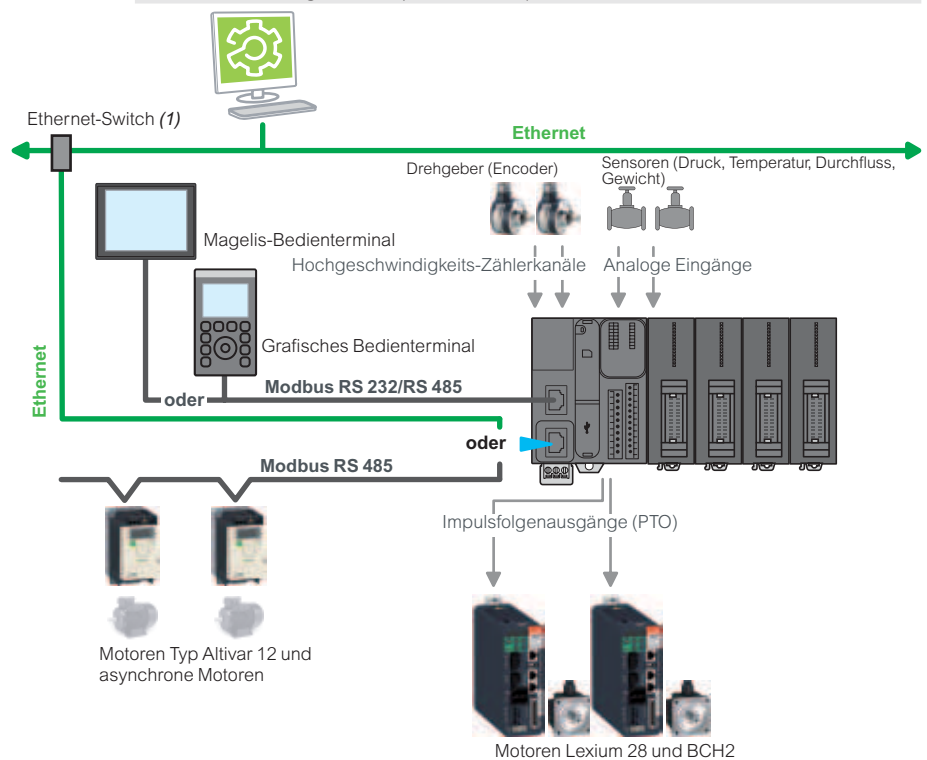 Ethernet-Switch (1)
Ethernet
Drehgeber (Encoder)
Sensoren (Druck, Temperatur, Durchfluss,
Gewicht)
Magelis-Bedienterminal
Hochgeschwindigkeits-Zählerkanäle
Analoge Eingänge
Grafisches Bedienterminal
Ethernet
Modbus RS 232/RS 485
oder
oder
Modbus RS 485
Impulsfolgenausgänge (PTO)
Motoren Typ Altivar 12 und
asynchrone Motoren
Motoren Lexium 28 und BCH2